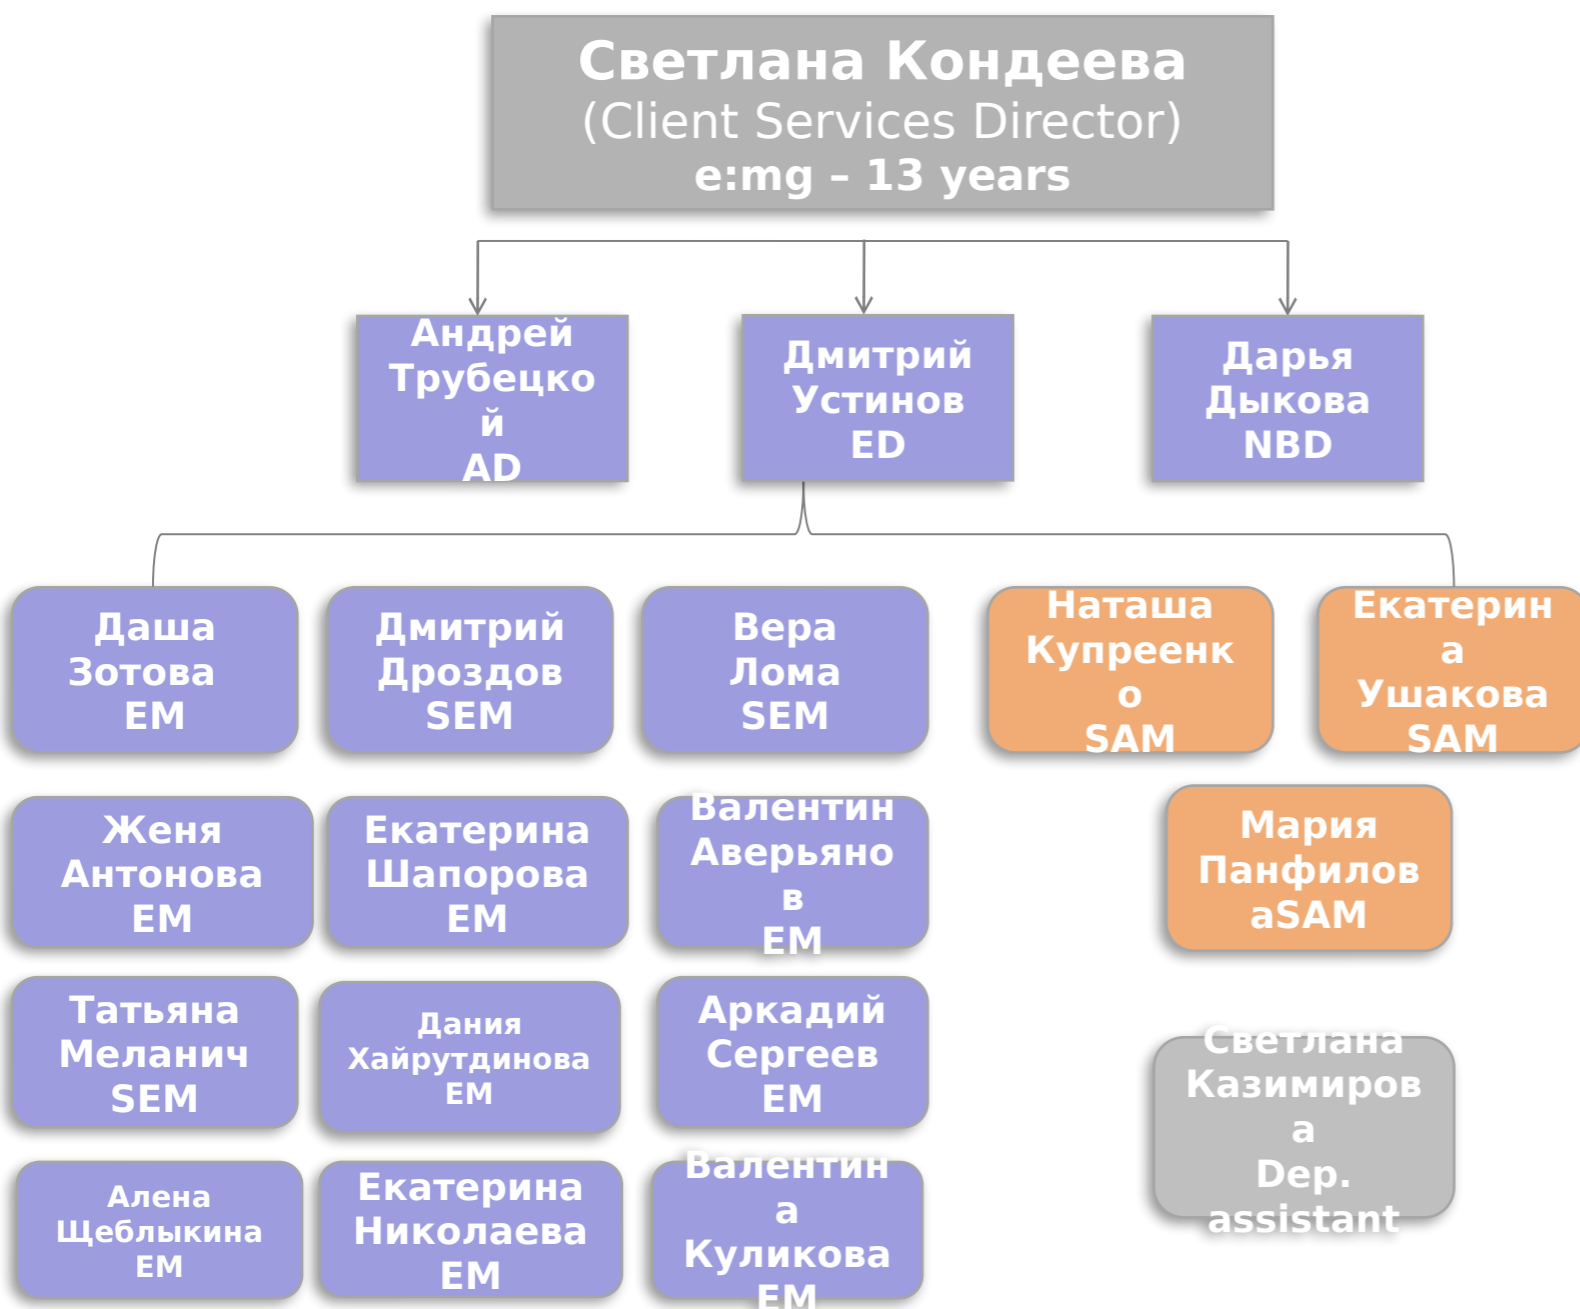 Светлана Кондеева
(Client Services Director)
e:mg – 13 years
Андрей
Трубецко
й
AD
Дмитрий
Устинов
ED
Дарья
Дыкова
NBD
Даша
Зотова
EM
Дмитрий
Дроздов
SEM
Вера
Лома
SEM
Наташа
Купреенк
о
SAM
Екатерин
а
Ушакова
SAM
Женя
Антонова
EM
Екатерина
Шапорова
EM
Валентин
Аверьяно
в
EM
Мария
Панфилов
аSAM
Татьяна
Меланич
SEM
Дания
Хайрутдинова
EM
Аркадий
Сергеев
EM
Светлана
Казимиров
а
Dep.
assistant
Алена
Щеблыкина
EM
Екатерина
Николаева
EM
Валентин
а
Куликова
EM